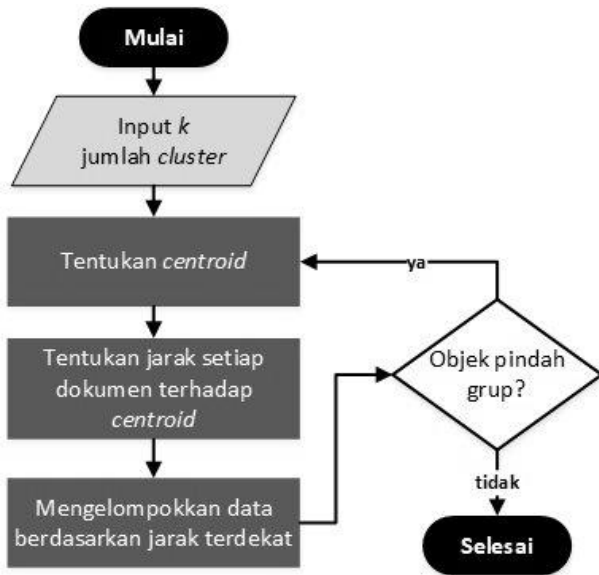 Mulai
Input k
jumlah cluster
Tentukan centroid
Tentukan jarak setiap
dokumen terhadap
centroid
Mengelompokkan data
berdasarkan jarak terdekat
Objek pindah
grup?
ya
tidak
Selesai